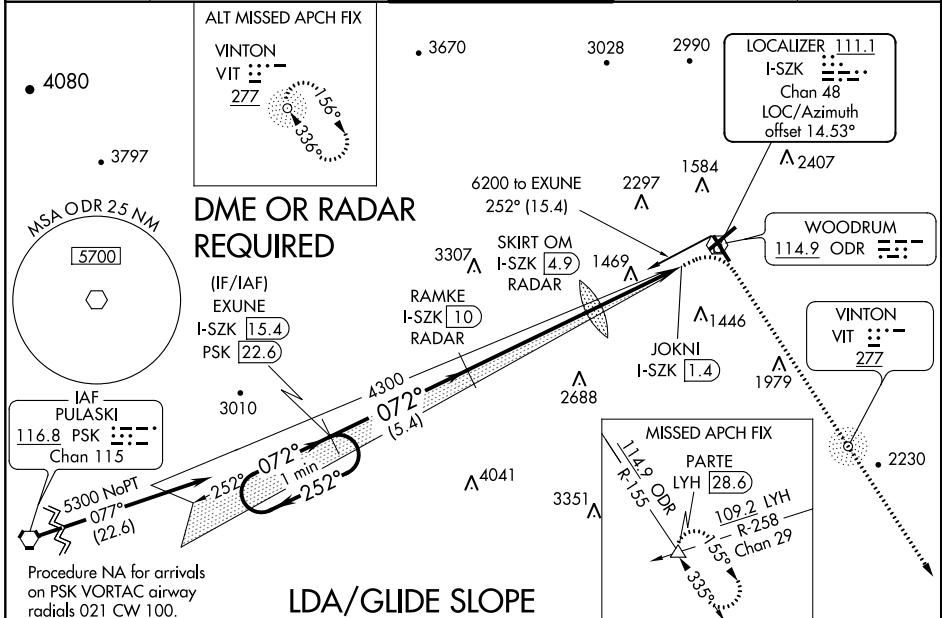 ALT MISSED APCH FIX
VINTON
VIT
277
156°
336°
4080
3797
3670
3028
2990
LOCALIZER 111.1
I-SZK
Chan 48
LOC/Azimuth
offset 14.53°
2407
1584
2297
6200 to EXUNE
252° (15.4)
MSA ODR 25 NM
5700
DME OR RADAR
REQUIRED
WOODRUM
114.9 ODR
SKIRT OM
I-SZK 4.9
RADAR
3307
1469
(IF/IAF)
EXUNE
I-SZK 15.4
PSK 22.6
RAMKE
I-SZK 10
RADAR
1446
VINTON
VIT
277
JOKNI
I-SZK 1.4
1979
2688
3010
4300
072°
(5.4)
IAF
PULASKI
116.8 PSK
Chan 115
5300 NoPT
077°
(22.6)
252°
072°
1 min
252°
4041
3351
2230
MISSED APCH FIX
PARTE
LYH 28.6
114.9 ODR
R-155
109.2 LYH
R-258
Chan 29
155°
335°
Procedure NA for arrivals
on PSK VORTAC airway
radials 021 CW 100.
LDA/GLIDE SLOPE